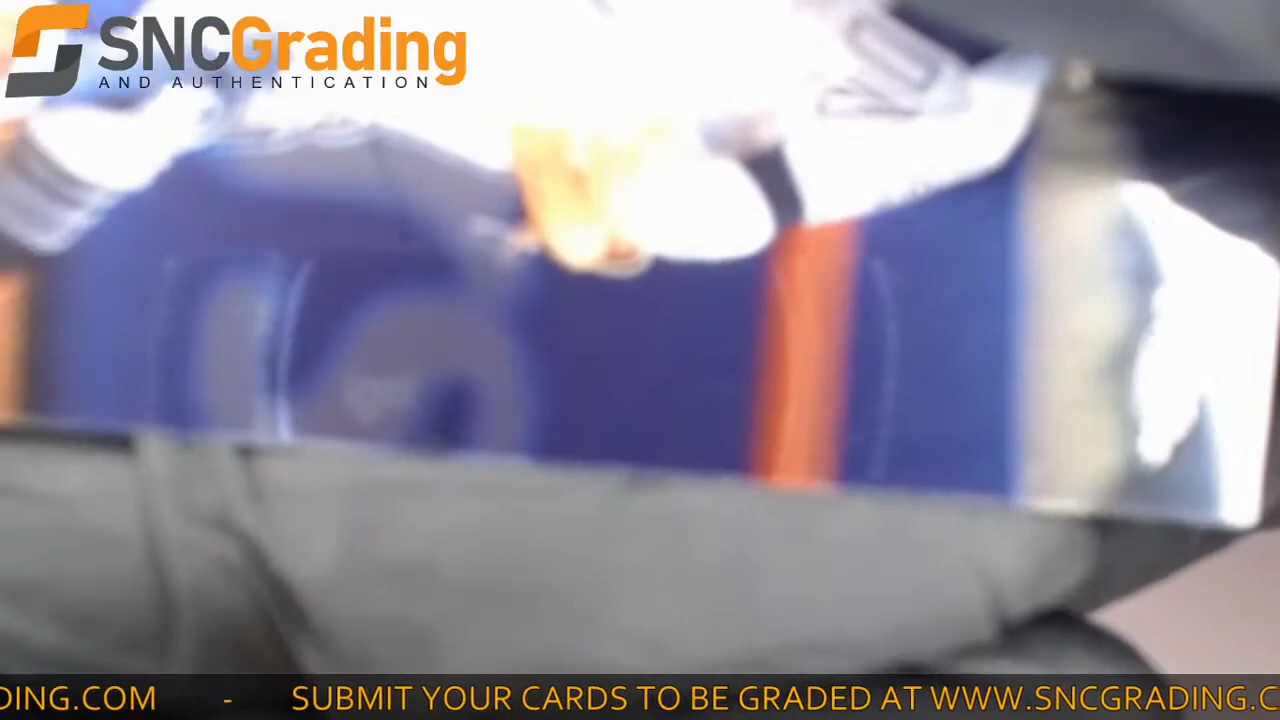 SNCGrading
AND AUTHENTICATION
DING.COM - SUBMIT YOUR CARDS TO BE GRADED AT WWW.SNCGRADING.C